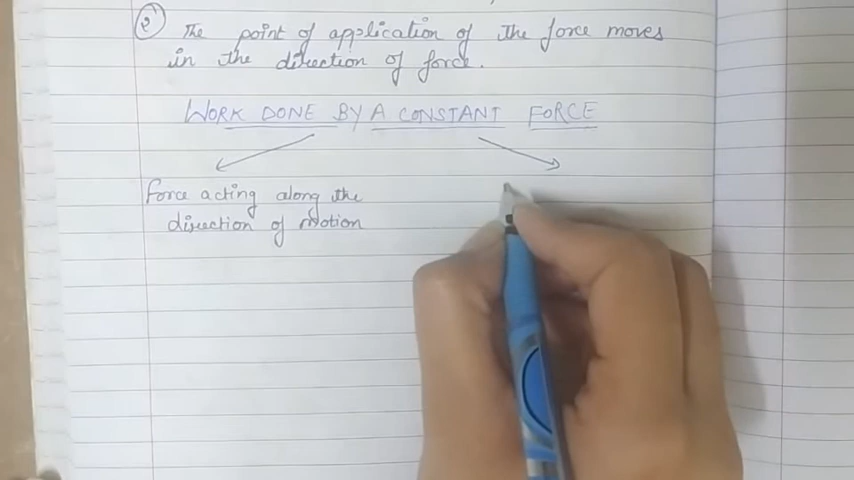 2 The point of application of the force moves
in the direction of force.
WORK DONE BY A CONSTANT FORCE
Force acting along the
direction of motion